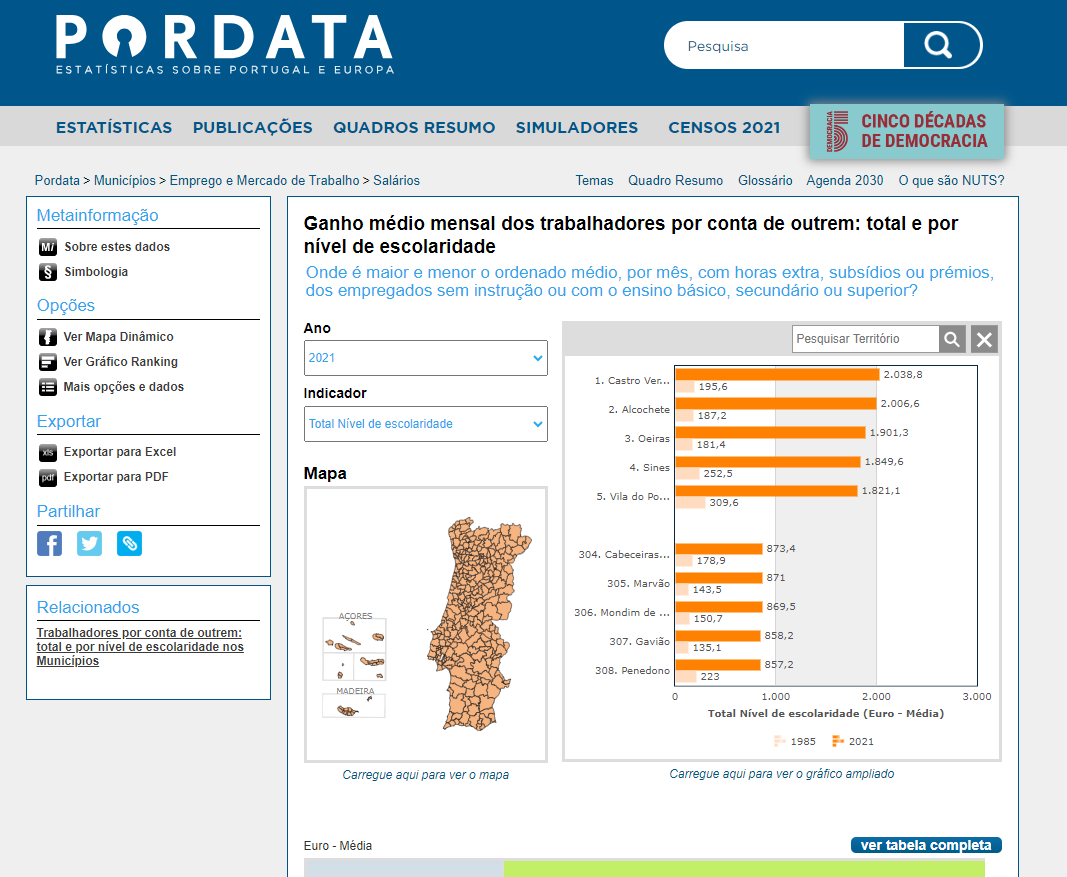 PORDATA
ESTATÍSTICAS SOBRE PORTUGAL E EUROPA
Pesquisa
ESTATÍSTICAS PUBLICAÇÕES QUADROS RESUMO SIMULADORES CENSOS 2021
DEMOCRACIA
5
CINCO DÉCADAS
DE DEMOCRACIA
Pordata > Municípios > Emprego e Mercado de Trabalho > Salários
Temas Quadro Resumo Glossário Agenda 2030 O que são NUTS?
Metainformação
Mi Sobre estes dados
§ Simbologia
Opções
Ver Mapa Dinâmico
Ver Gráfico Ranking
Mais opções e dados
Exportar
xls Exportar para Excel
pdf Exportar para PDF
Partilhar
Relacionados
Trabalhadores por conta de outrem:
total e por nível de escolaridade nos
Municípios
Ganho médio mensal dos trabalhadores por conta de outrem: total e por
nível de escolaridade
Onde é maior e menor o ordenado médio, por mês, com horas extra, subsídios ou prémios,
dos empregados sem instrução ou com o ensino básico, secundário ou superior?
Ano
2021
Indicador
Total Nível de escolaridade
Mapa
AÇORES
MADEIRA
Carregue aqui para ver o mapa
Pesquisar Território
1. Castro Ver... 2.038,8
195,6
2. Alcochete 2.006,6
187,2
3. Oeiras 1.901,3
181,4
4. Sines 1.849,6
252,5
5. Vila do Po... 1.821,1
309,6
304. Cabeceiras... 873,4
178,9
305. Marvão 871
143,5
306. Mondim de ... 869,5
150,7
307. Gavião 858,2
135,1
308. Penedono 857,2
223
0 1.000 2.000 3.000
Total Nível de escolaridade (Euro - Média)
1985 2021
Carregue aqui para ver o gráfico ampliado
Euro - Média
ver tabela completa